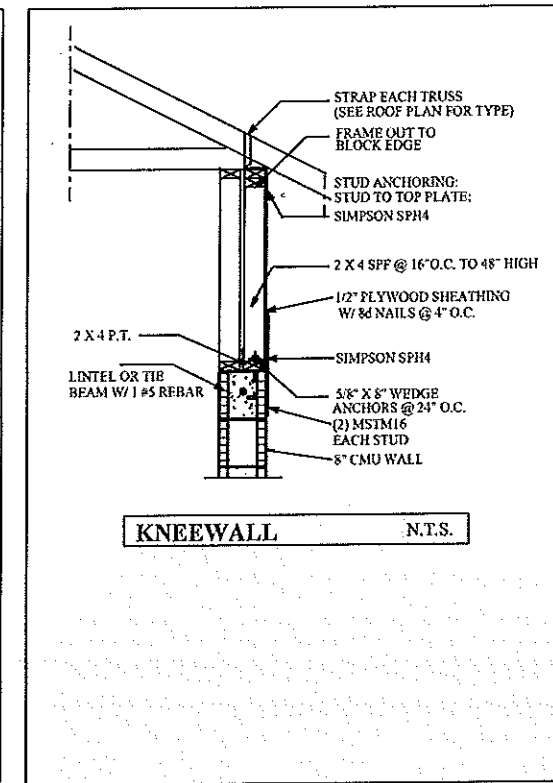 STRAP EACH TRUSS
(SEE ROOF PLAN FOR TYPE)
FRAME OUT TO
BLOCK EDGE
STUD ANCHORING:
STUD TO TOP PLATE:
SIMPSON SPH4
2 X 4 SPF @ 16" O.C. TO 48" HIGH
1/2" PLYWOOD SHEATHING
W/ 8d NAILS @ 4" O.C.
2 X 4 P.T.
SIMPSON SPH4
LINTEL OR TIE
BEAM W/ 1 #5 REBAR
5/8" X 8" WEDGE
ANCHORS @ 24" O.C.
(2) MSTM16
EACH STUD
8" CMU WALL
KNEEWALL N.T.S.